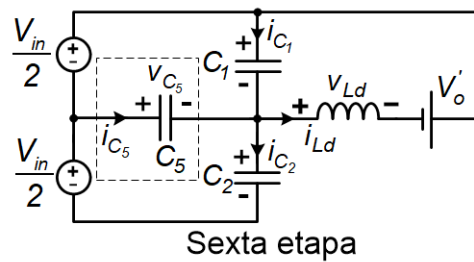 V_in/2
+
-
i_C1
C_1
+
-
v_C5
+ -
i_C5
C_5
v_Ld
+ -
i_Ld
V_o'
V_in/2
+
-
C_2
+
-
i_C2
Sexta etapa